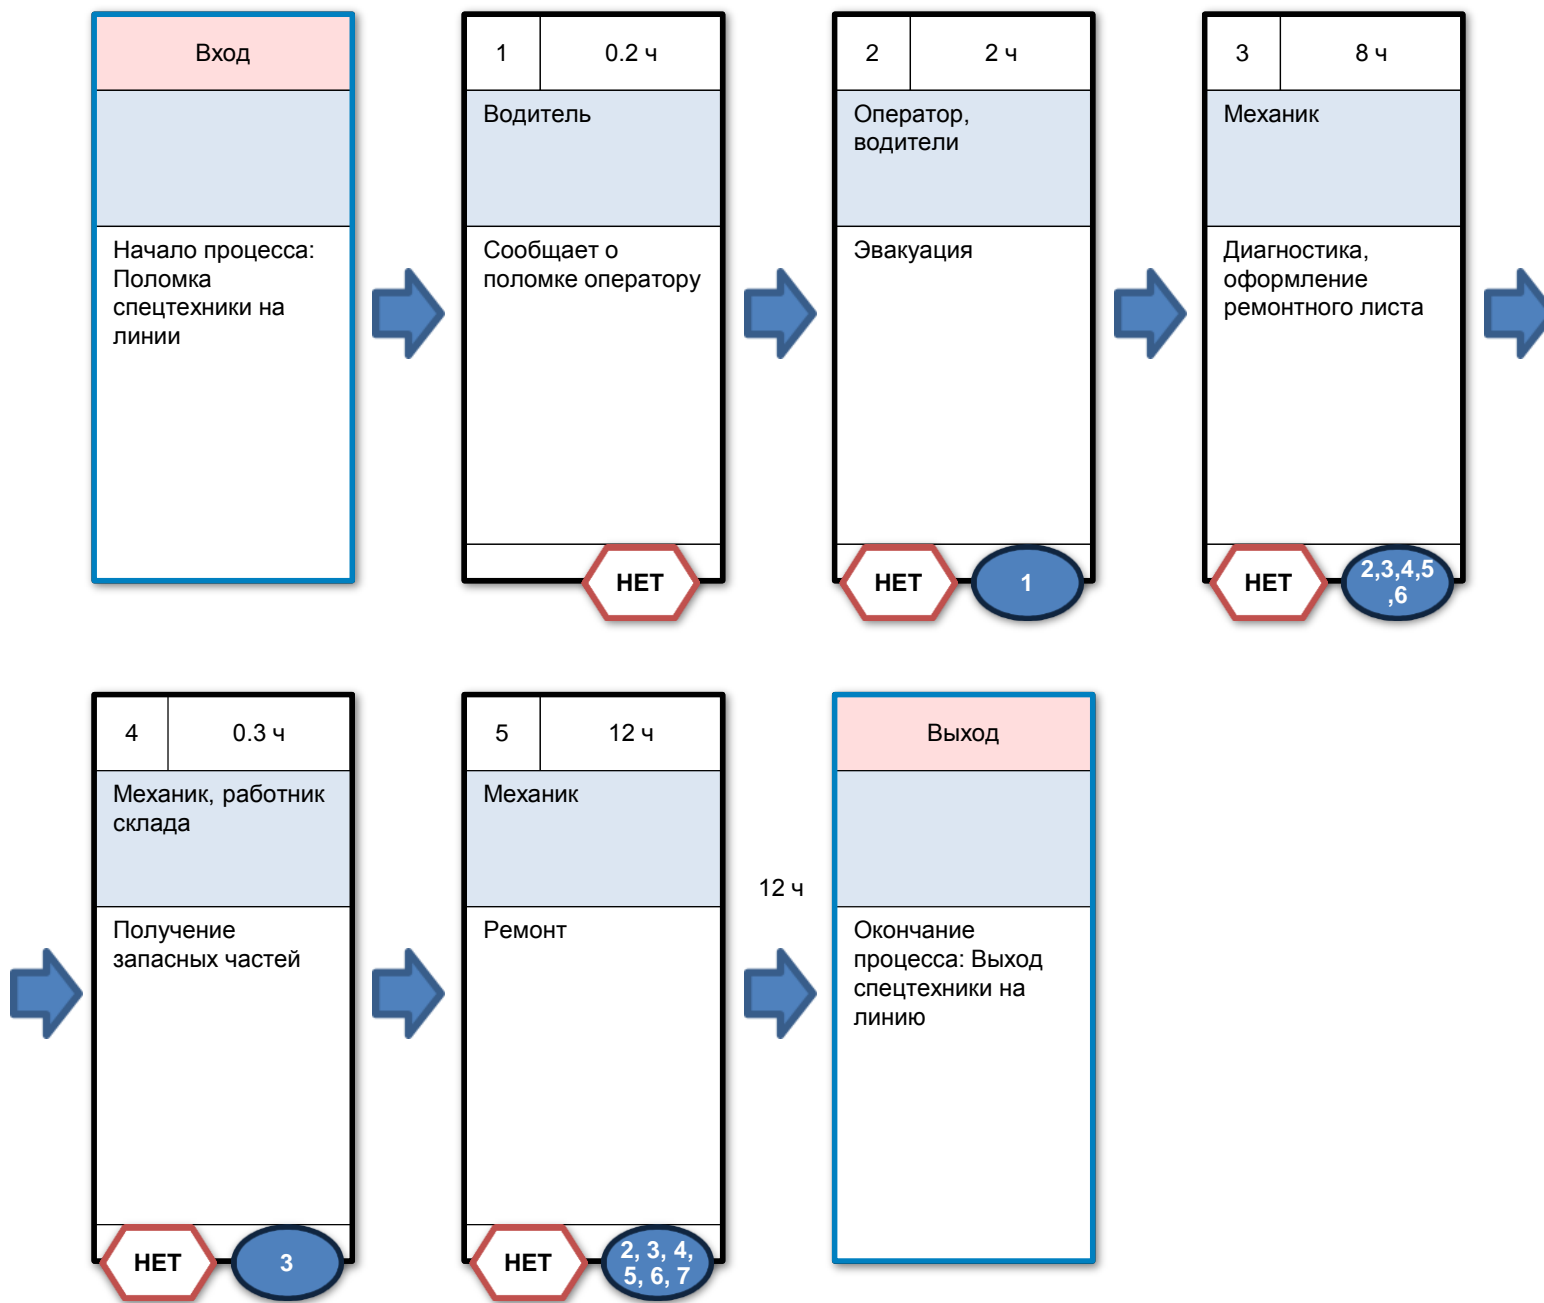 Вход
Начало процесса:
Поломка
спецтехники на
линии
1
0.2 ч
Водитель
Сообщает о
поломке оператору
НЕТ
2
2 ч
Оператор,
водители
Эвакуация
НЕТ
1
3
8 ч
Механик
Диагностика,
оформление
ремонтного листа
НЕТ
2,3,4,5
,6
4
0.3 ч
Механик, работник
склада
Получение
запасных частей
НЕТ
3
5
12 ч
Механик
Ремонт
НЕТ
2, 3, 4,
5, 6, 7
12 ч
Выход
Окончание
процесса: Выход
спецтехники на
линию